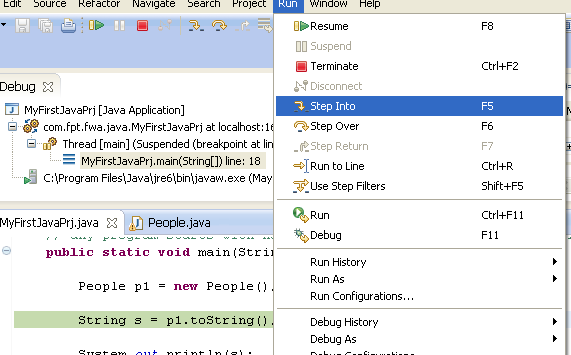 Edit Source Refactor Navigate Search Project Run Window Help
Resume F8
Suspend
Terminate Ctrl+F2
Disconnect
Step Into F5
Step Over F6
Step Return F7
Run to Line Ctrl+R
Use Step Filters Shift+F5
Run Ctrl+F11
Debug F11
Run History
Run As
Run Configurations...
Debug History
Debug As
Debug Configurations
Debug
MyFirstJavaPrj [Java Application]
com.fpt.fwa.java.MyFirstJavaPrj at localhost:16
Thread [main] (Suspended (breakpoint at line
MyFirstJavaPrj.main(String[]) line: 18
C:\Program Files\Java\jre6\bin\javaw.exe (May
MyFirstJavaPrj.java People.java
// any program starts with
public static void main(Strin
People p1 = new People()
String s = p1.toString()
System.out.println(s);